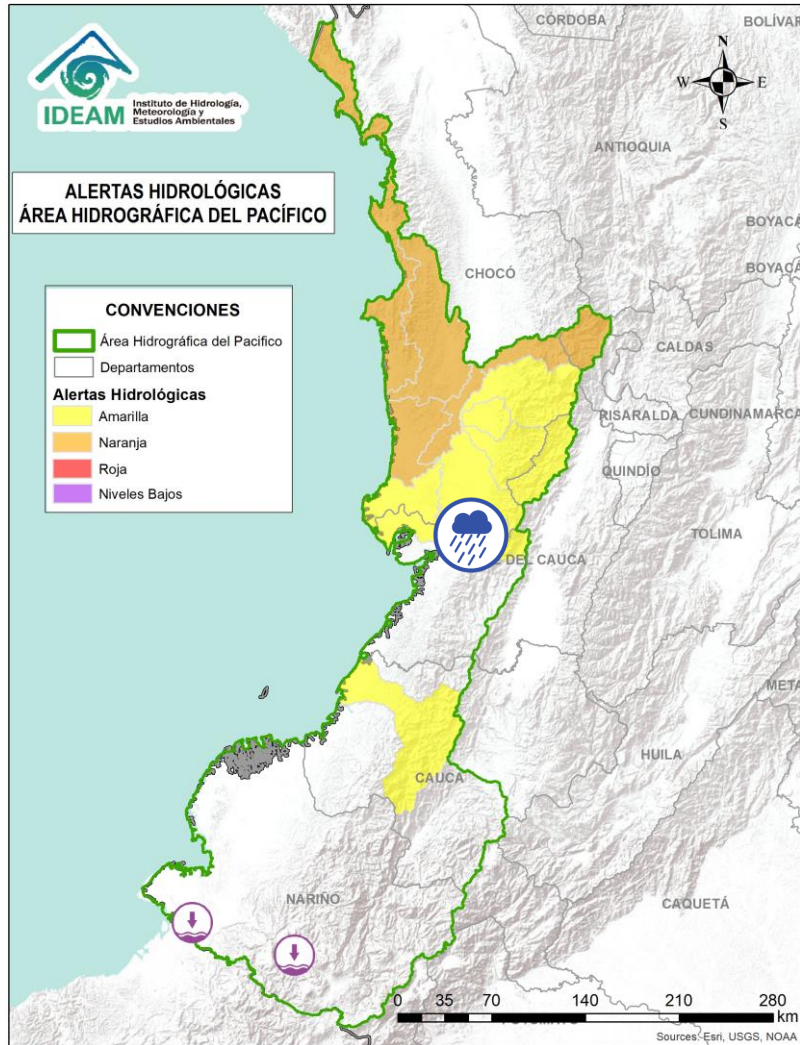 IDEAM
Instituto de Hidrología,
Meteorología y
Estudios Ambientales
ALERTAS HIDROLÓGICAS
ÁREA HIDROGRÁFICA DEL PACÍFICO
CONVENCIONES
Área Hidrográfica del Pacifico
Departamentos
Alertas Hidrológicas
Amarilla
Naranja
Roja
Niveles Bajos
CÓRDOBA
BOLÍVAR
N
W E
S
ANTIOQUIA
BOYACÁ
CHOCÓ
BOYACÁ
CALDAS
RISARALDA
CUNDINAMARCA
QUINDÍO
TOLIMA
DEL CAUCA
META
HUILA
CAUCA
NARIÑO
CAQUETÁ
0 35 70 140 210 280
km
Sources: Esri, USGS, NOAA